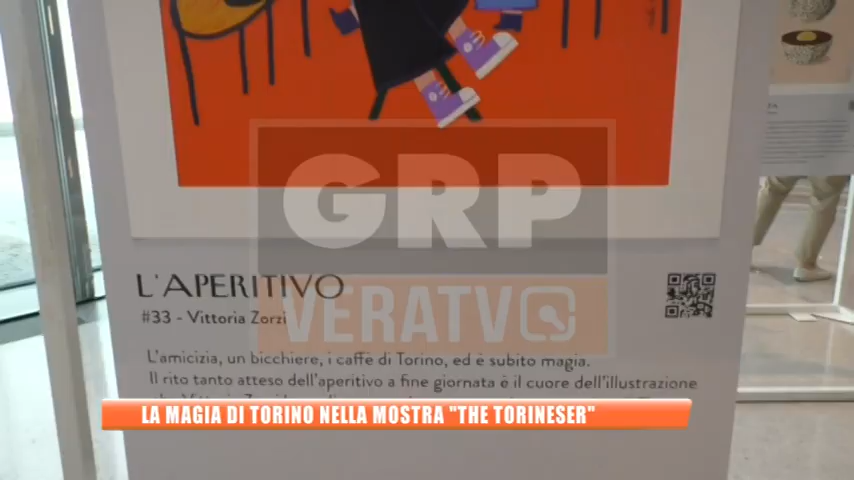 GRP
VERATV
L'APERITIVO
#33 - Vittoria Zorzi
L'amicizia, un bicchiere, i caffè di Torino, ed è subito magia.
Il rito tanto atteso dell'aperitivo a fine giornata è il cuore dell'illustrazione
LA MAGIA DI TORINO NELLA MOSTRA "THE TORINESER"